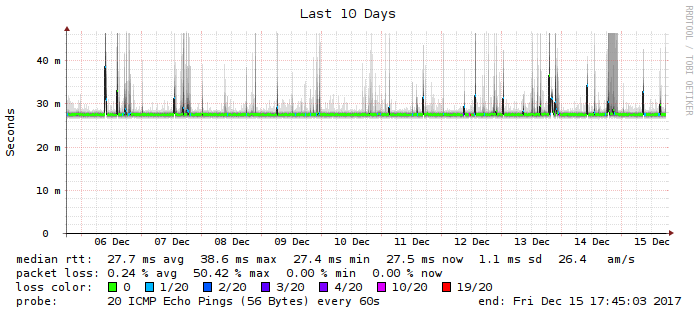 Last 10 Days
RRDTOOL / TOBI OETIKER
Seconds
40 m
30 m
20 m
10 m
0
06 Dec 07 Dec 08 Dec 09 Dec 10 Dec 11 Dec 12 Dec 13 Dec 14 Dec 15 Dec
median rtt: 27.7 ms avg 38.6 ms max 27.4 ms min 27.5 ms now 1.1 ms sd 26.4 am/s
packet loss: 0.24 % avg 50.42 % max 0.00 % min 0.00 % now
loss color: 0 1/20 2/20 3/20 4/20 10/20 19/20
probe: 20 ICMP Echo Pings (56 Bytes) every 60s end: Fri Dec 15 17:45:03 2017